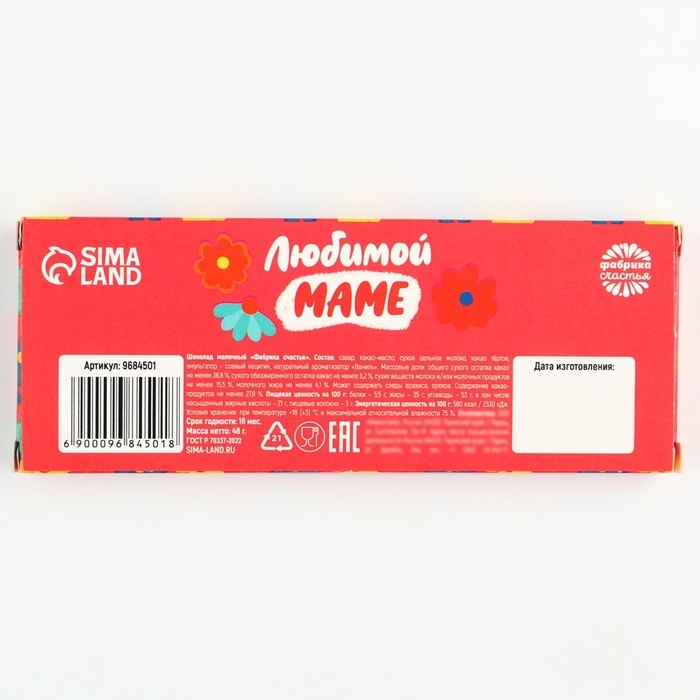 SIMA
LAND
Любимой
МАМЕ
фабрика
счастья
Артикул: 9684501
6 900096 845018
Шоколад молочный «Фабрика счастье». Состав: сахар, какао-масло, сухое цельное молоко, какао тёртое,
эмульгатор - соевый лецитин, натуральный ароматизатор «Ваниль». Массовые доли: общего сухого остатка какао
не менее 36,8 %, сухого обезжиренного остатка какао не менее 6,2 %, сухих веществ молока и/или молочных продуктов
не менее 15,5 %, молочного жира не менее 4,1 %. Может содержать следы арахиса, орехов. Содержание какао-
продуктов не менее 27,8 %. Пищевая ценность на 100 г: белки - 5,5 г, жиры - 35 г, углеводы - 53 г, в том числе
насыщенные жирные кислоты - 21 г, пищевые волокна - 3 г. Энергетическая ценность на 100 г: 560 ккал / 2330 кДж.
Условия хранения: при температуре +18 (±3) °С и максимальной относительной влажности 75 %.
Срок годности: 18 мес.
Масса нетто: 48 г.
ГОСТ Р 70337-2022
SIMA-LAND.RU
21
EAC
Дата изготовления: